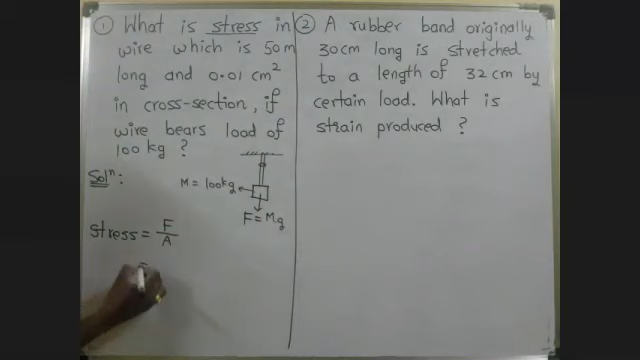 ① What is stress in
wire which is 50m
long and 0.01 cm²
in cross-section, if
wire bears load of
100 kg ?
Solⁿ:
M = 100kg
F = Mg
Stress = F/A
=
② A rubber band originally
30cm long is stretched
to a length of 32 cm by
certain load. What is
strain produced ?